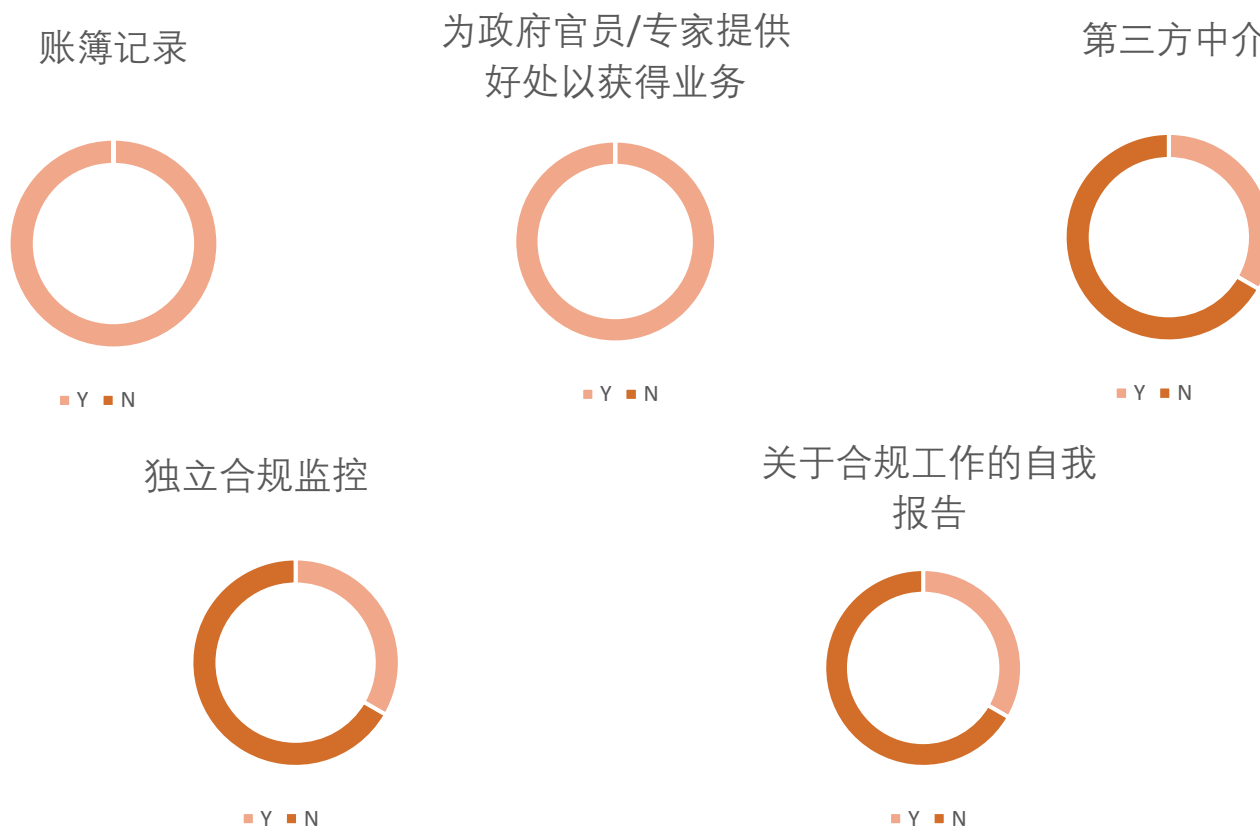 账簿记录
为政府官员/专家提供
好处以获得业务
第三方中介
Y N
Y N
Y N
独立合规监控
关于合规工作的自我
报告
Y N
Y N